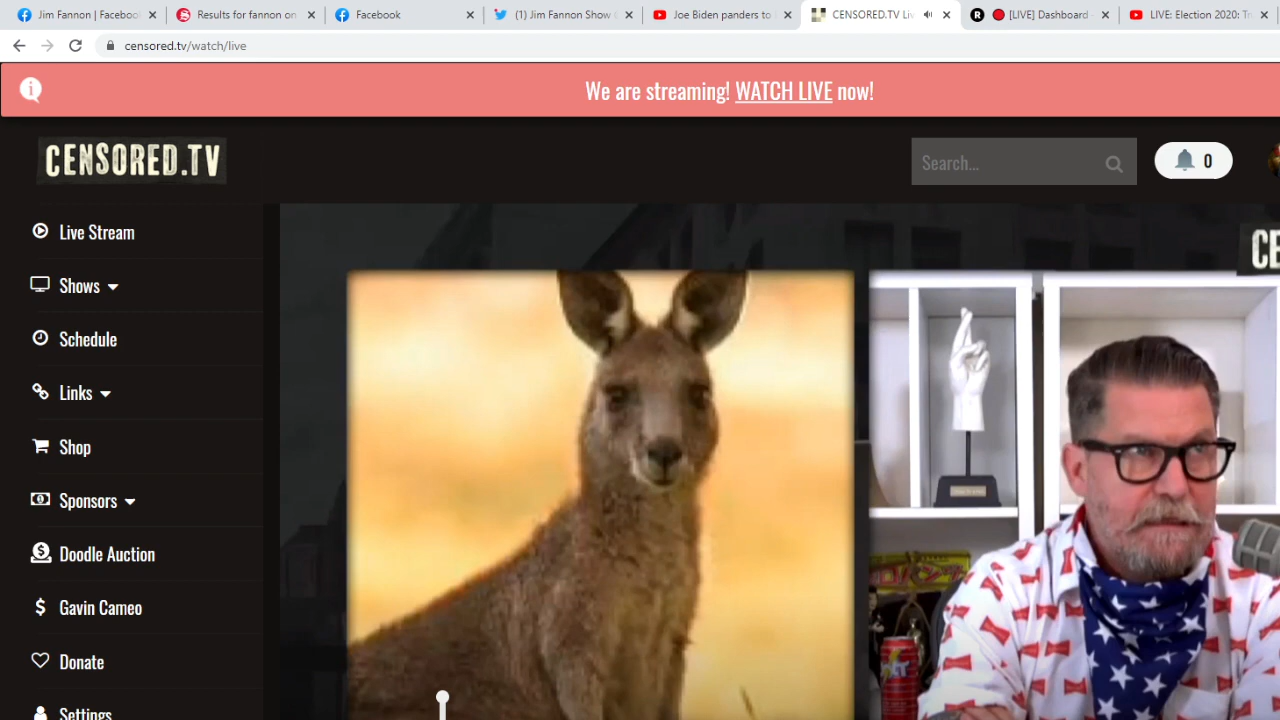 Jim Fannon | Faceboo
Results for fannon on
Facebook
(1) Jim Fannon Show
Joe Biden panders to
CENSORED.TV Liv
[LIVE] Dashboard
LIVE: Election 2020: Tr
censored.tv/watch/live
We are streaming! WATCH LIVE now!
CENSORED.TV
Search...
0
Live Stream
CE
Shows
Schedule
Links
Shop
Sponsors
Doodle Auction
Gavin Cameo
Donate
Settings